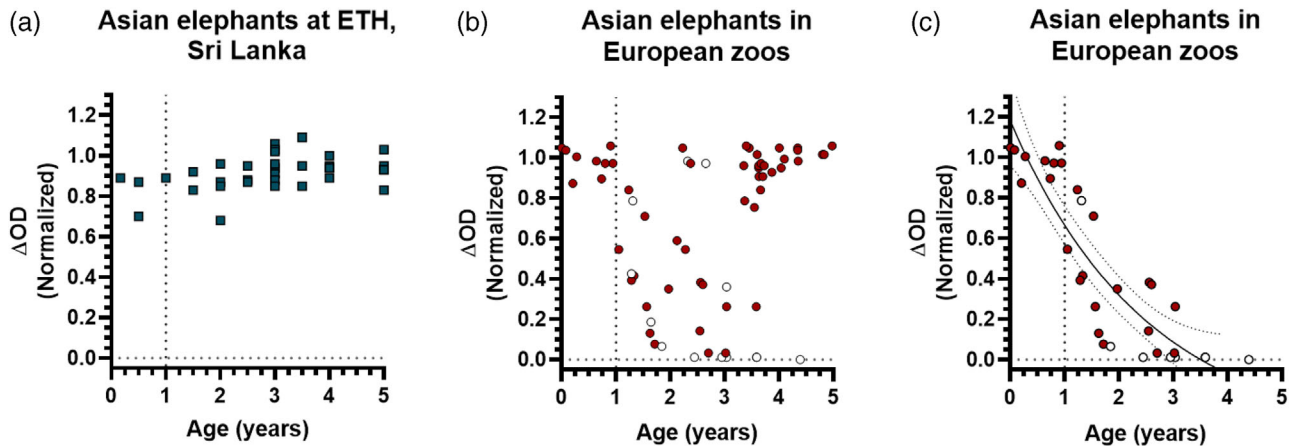 (a)
Asian elephants at ETH,
Sri Lanka
ΔOD
(Normalized)
1.2
1.0
0.8
0.6
0.4
0.2
0.0
0 1 2 3 4 5
Age (years)
(b)
Asian elephants in
European zoos
ΔOD
(Normalized)
1.2
1.0
0.8
0.6
0.4
0.2
0.0
0 1 2 3 4 5
Age (years)
(c)
Asian elephants in
European zoos
ΔOD
(Normalized)
1.2
1.0
0.8
0.6
0.4
0.2
0.0
0 1 2 3 4 5
Age (years)